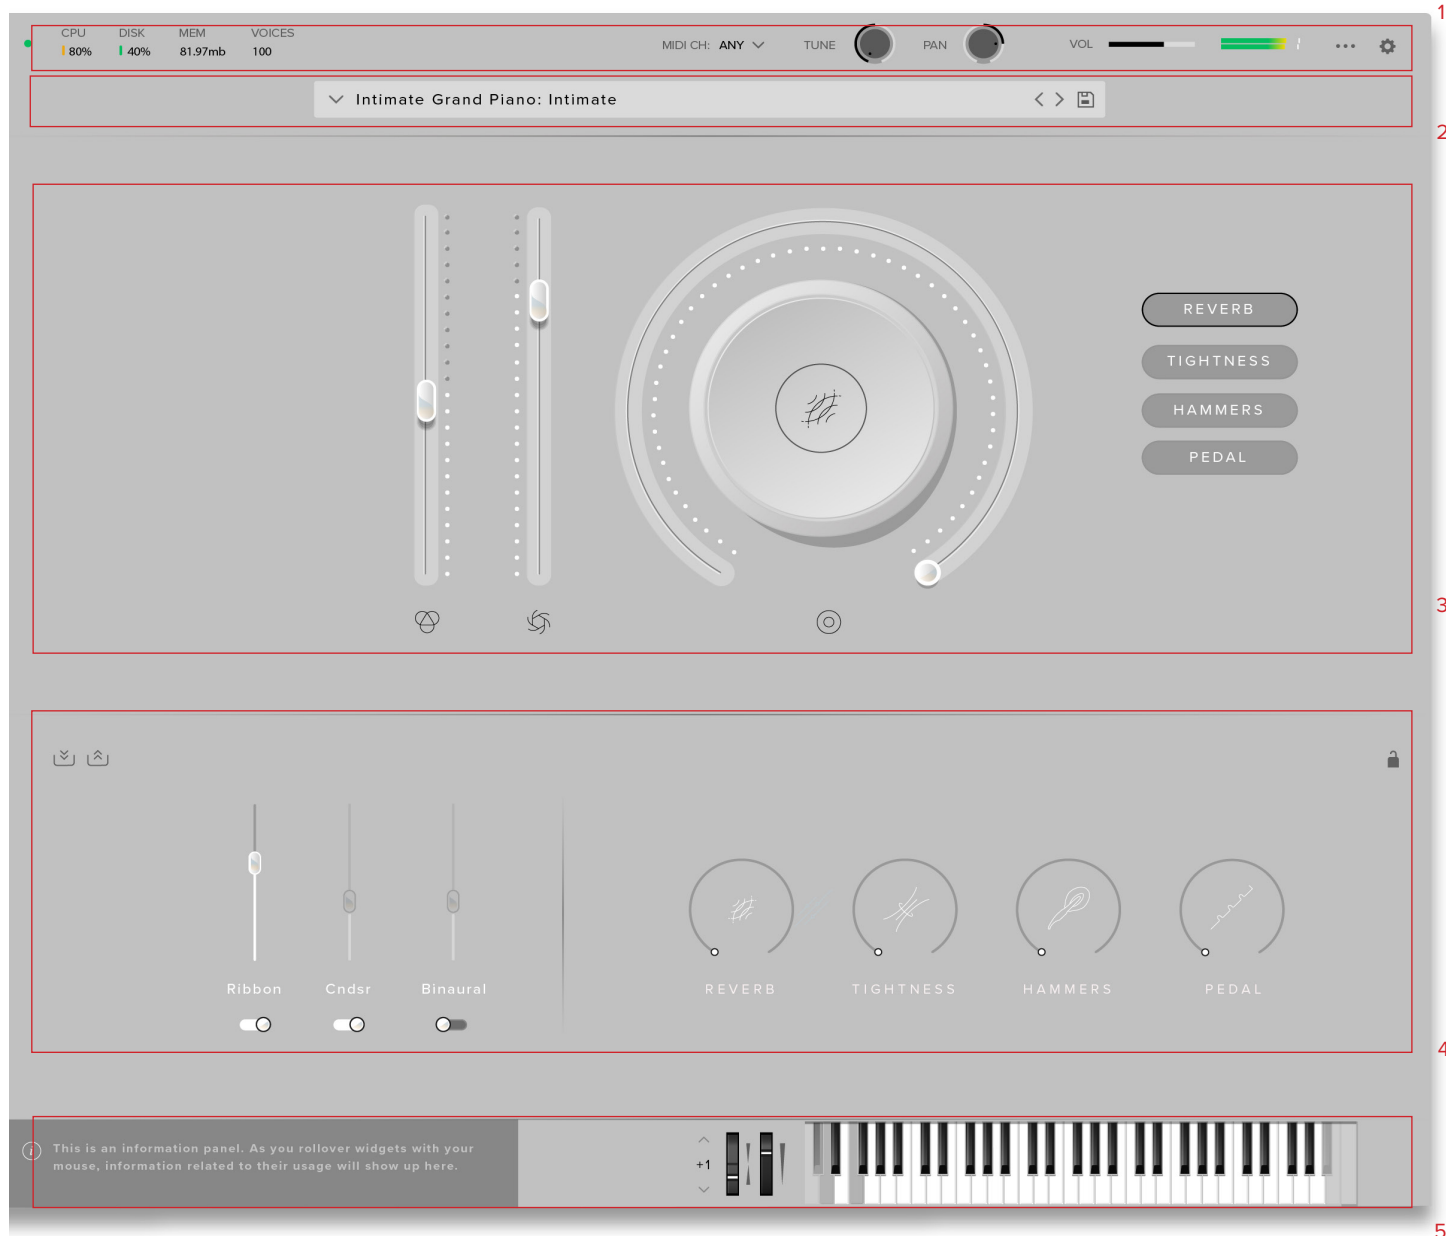 1
CPU DISK MEM VOICES
80% 40% 81.97mb 100
MIDI CH: ANY TUNE PAN VOL
Intimate Grand Piano: Intimate
2
REVERB
TIGHTNESS
HAMMERS
PEDAL
3
Ribbon Cndsr Binaural
REVERB TIGHTNESS HAMMERS PEDAL
4
i This is an information panel. As you rollover widgets with your
mouse, information related to their usage will show up here.
+1
5